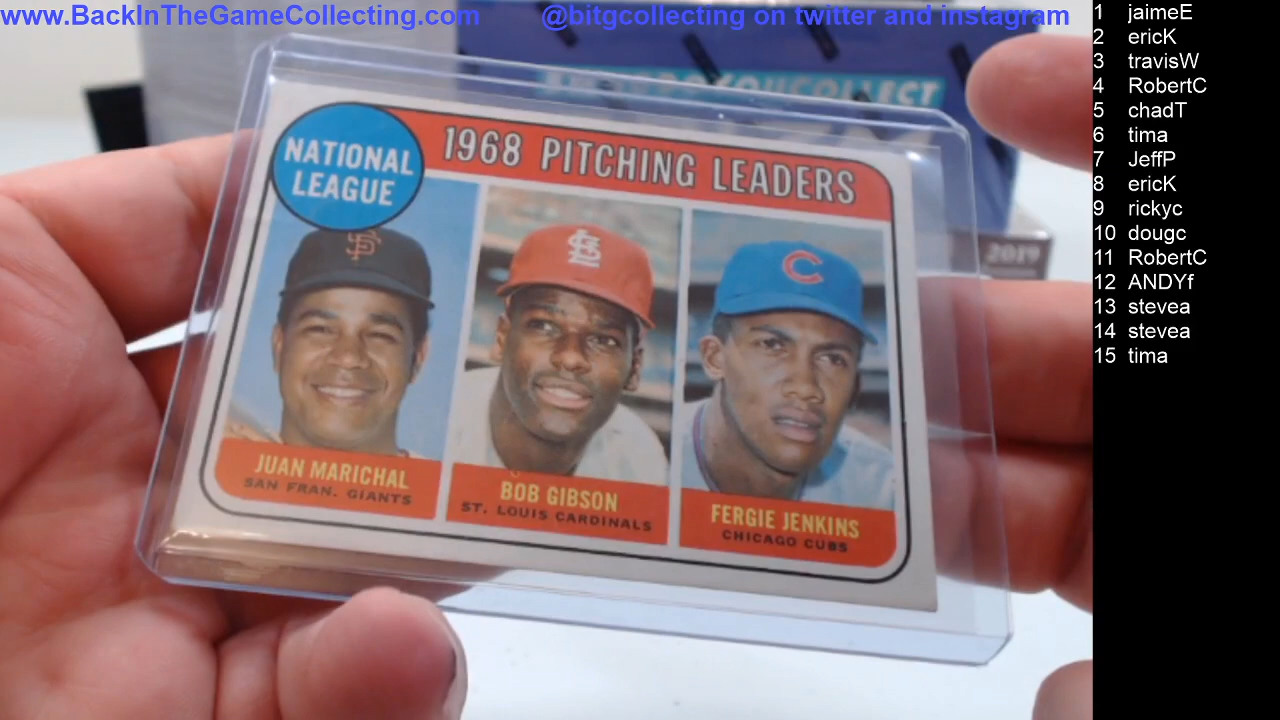 www.BackInTheGameCollecting.com @bitgcollecting on twitter and instagram
NATIONAL
LEAGUE
1968 PITCHING LEADERS
SF
STL
C
JUAN MARICHAL
SAN FRAN. GIANTS
BOB GIBSON
ST. LOUIS CARDINALS
FERGIE JENKINS
CHICAGO CUBS
2019
1 jaimeE
2 ericK
3 travisW
4 RobertC
5 chadT
6 tima
7 JeffP
8 ericK
9 rickyc
10 dougc
11 RobertC
12 ANDYf
13 stevea
14 stevea
15 tima